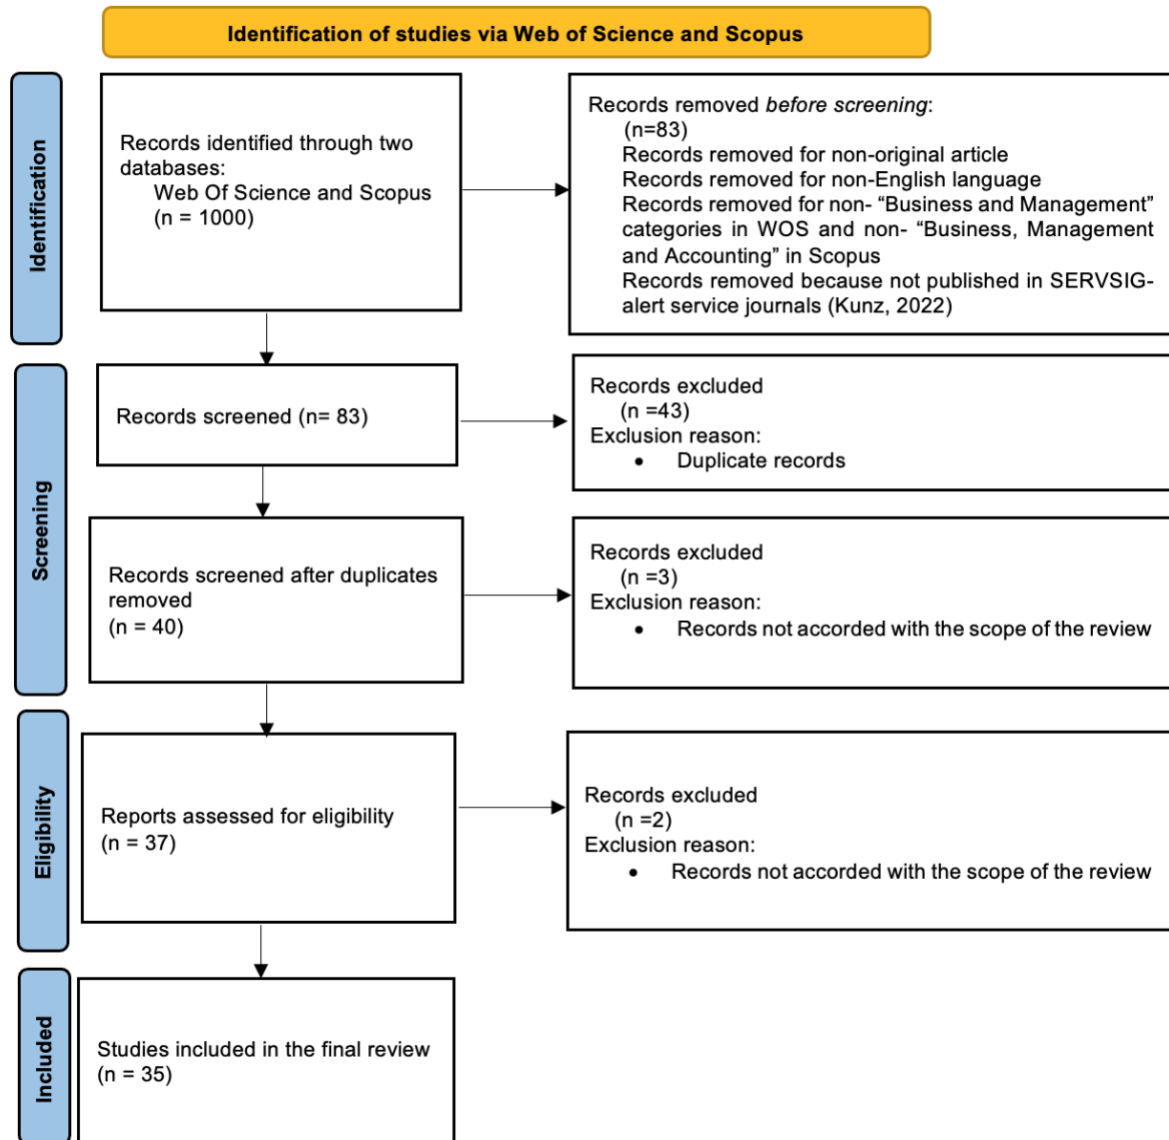 Identification of studies via Web of Science and Scopus
Identification
Records identified through two
databases:
Web Of Science and Scopus
(n = 1000)
Records removed before screening:
(n=83)
Records removed for non-original article
Records removed for non-English language
Records removed for non- “Business and Management”
categories in WOS and non- “Business, Management
and Accounting” in Scopus
Records removed because not published in SERVSIG-
alert service journals (Kunz, 2022)
Screening
Records screened (n= 83)
Records excluded
(n =43)
Exclusion reason:
• Duplicate records
Records screened after duplicates
removed
(n = 40)
Records excluded
(n =3)
Exclusion reason:
• Records not accorded with the scope of the review
Eligibility
Reports assessed for eligibility
(n = 37)
Records excluded
(n =2)
Exclusion reason:
• Records not accorded with the scope of the review
Included
Studies included in the final review
(n = 35)